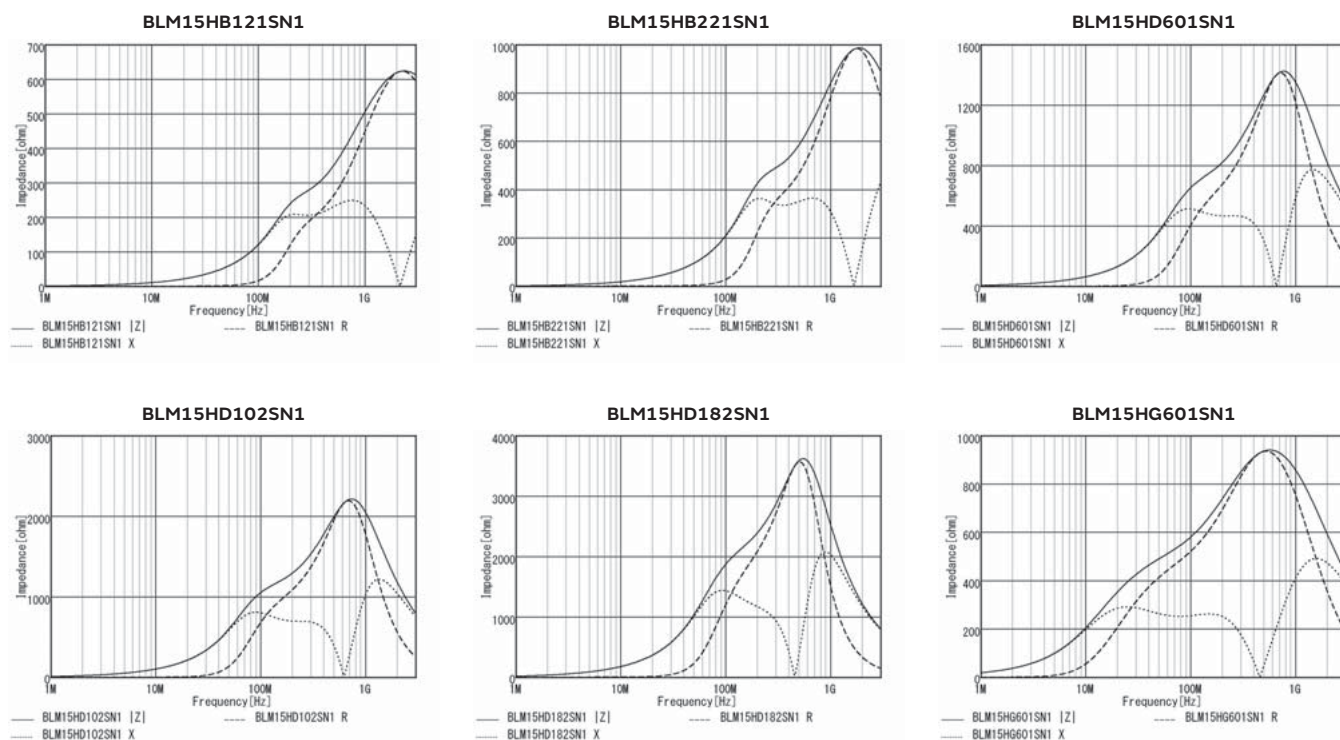 BLM15HB121SN1
700
600
500
400
300
200
100
0
Impedance[ohm]
1M 10M 100M 1G
Frequency[Hz]
BLM15HB121SN1 |Z| BLM15HB121SN1 R
BLM15HB121SN1 X
BLM15HB221SN1
1000
800
600
400
200
0
Impedance[ohm]
1M 10M 100M 1G
Frequency[Hz]
BLM15HB221SN1 |Z| BLM15HB221SN1 R
BLM15HB221SN1 X
BLM15HD601SN1
1600
1200
800
400
0
Impedance[ohm]
1M 10M 100M 1G
Frequency[Hz]
BLM15HD601SN1 |Z| BLM15HD601SN1 R
BLM15HD601SN1 X
BLM15HD102SN1
3000
2000
1000
0
Impedance[ohm]
1M 10M 100M 1G
Frequency[Hz]
BLM15HD102SN1 |Z| BLM15HD102SN1 R
BLM15HD102SN1 X
BLM15HD182SN1
4000
3000
2000
1000
0
Impedance[ohm]
1M 10M 100M 1G
Frequency[Hz]
BLM15HD182SN1 |Z| BLM15HD182SN1 R
BLM15HD182SN1 X
BLM15HG601SN1
1000
800
600
400
200
0
Impedance[ohm]
1M 10M 100M 1G
Frequency[Hz]
BLM15HG601SN1 |Z| BLM15HG601SN1 R
BLM15HG601SN1 X